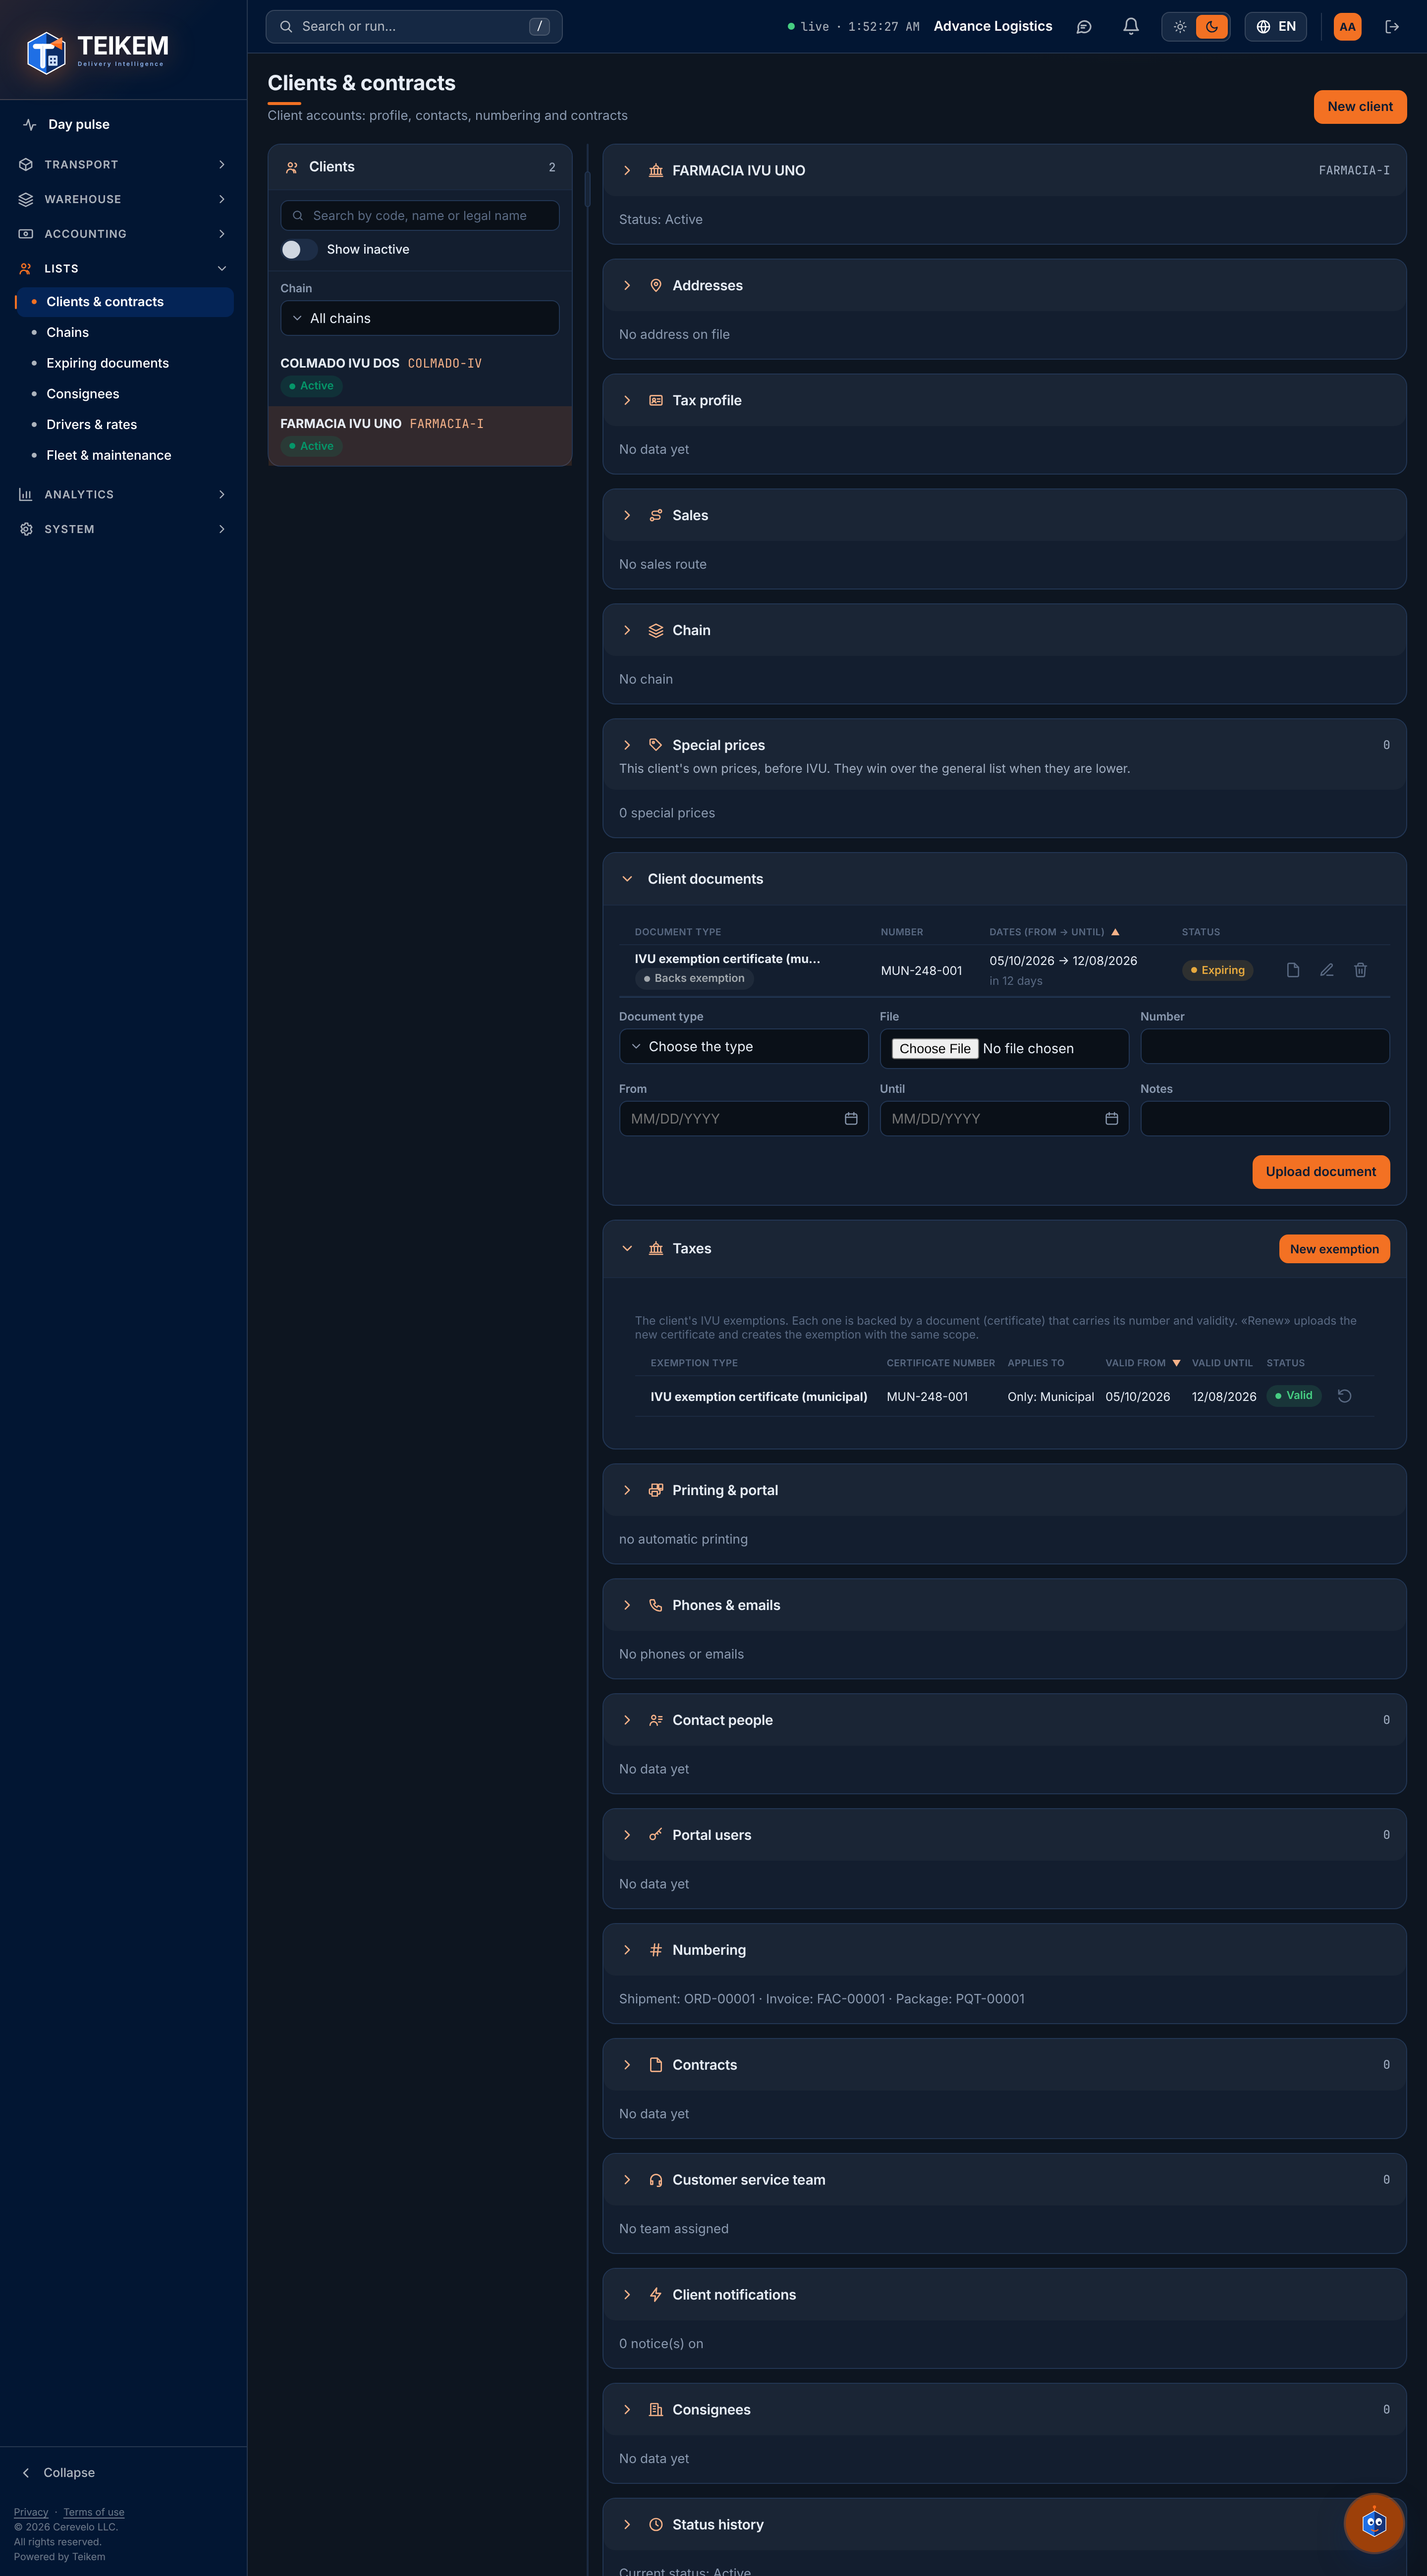 TEIKEM
Delivery Intelligence
Search or run...
/
live · 1:52:27 AM
Advance Logistics
EN
AA
Day pulse
TRANSPORT
WAREHOUSE
ACCOUNTING
LISTS
Clients & contracts
Chains
Expiring documents
Consignees
Drivers & rates
Fleet & maintenance
ANALYTICS
SYSTEM
Collapse
Privacy · Terms of use
© 2026 Cerevelo LLC.
All rights reserved.
Powered by Teikem
Clients & contracts
Client accounts: profile, contacts, numbering and contracts
New client
Clients 2
Search by code, name or legal name
Show inactive
Chain
All chains
COLMADO IVU DOS COLMADO-IV
Active
FARMACIA IVU UNO FARMACIA-I
Active
FARMACIA IVU UNO FARMACIA-I
Status: Active
Addresses
No address on file
Tax profile
No data yet
Sales
No sales route
Chain
No chain
Special prices 0
This client's own prices, before IVU. They win over the general list when they are lower.
0 special prices
Client documents
DOCUMENT TYPE NUMBER DATES (FROM → UNTIL) ▲ STATUS
IVU exemption certificate (mu...
Backs exemption
MUN-248-001
05/10/2026 → 12/08/2026
in 12 days
Expiring
Document type File Number
Choose the type
Choose File No file chosen
From Until Notes
MM/DD/YYYY MM/DD/YYYY
Upload document
Taxes
New exemption
The client's IVU exemptions. Each one is backed by a document (certificate) that carries its number and validity. «Renew» uploads the
new certificate and creates the exemption with the same scope.
EXEMPTION TYPE CERTIFICATE NUMBER APPLIES TO VALID FROM ▼ VALID UNTIL STATUS
IVU exemption certificate (municipal) MUN-248-001 Only: Municipal 05/10/2026 12/08/2026 Valid
Printing & portal
no automatic printing
Phones & emails
No phones or emails
Contact people 0
No data yet
Portal users 0
No data yet
Numbering
Shipment: ORD-00001 · Invoice: FAC-00001 · Package: PQT-00001
Contracts 0
No data yet
Customer service team 0
No team assigned
Client notifications
0 notice(s) on
Consignees 0
No data yet
Status history
Current status: Active